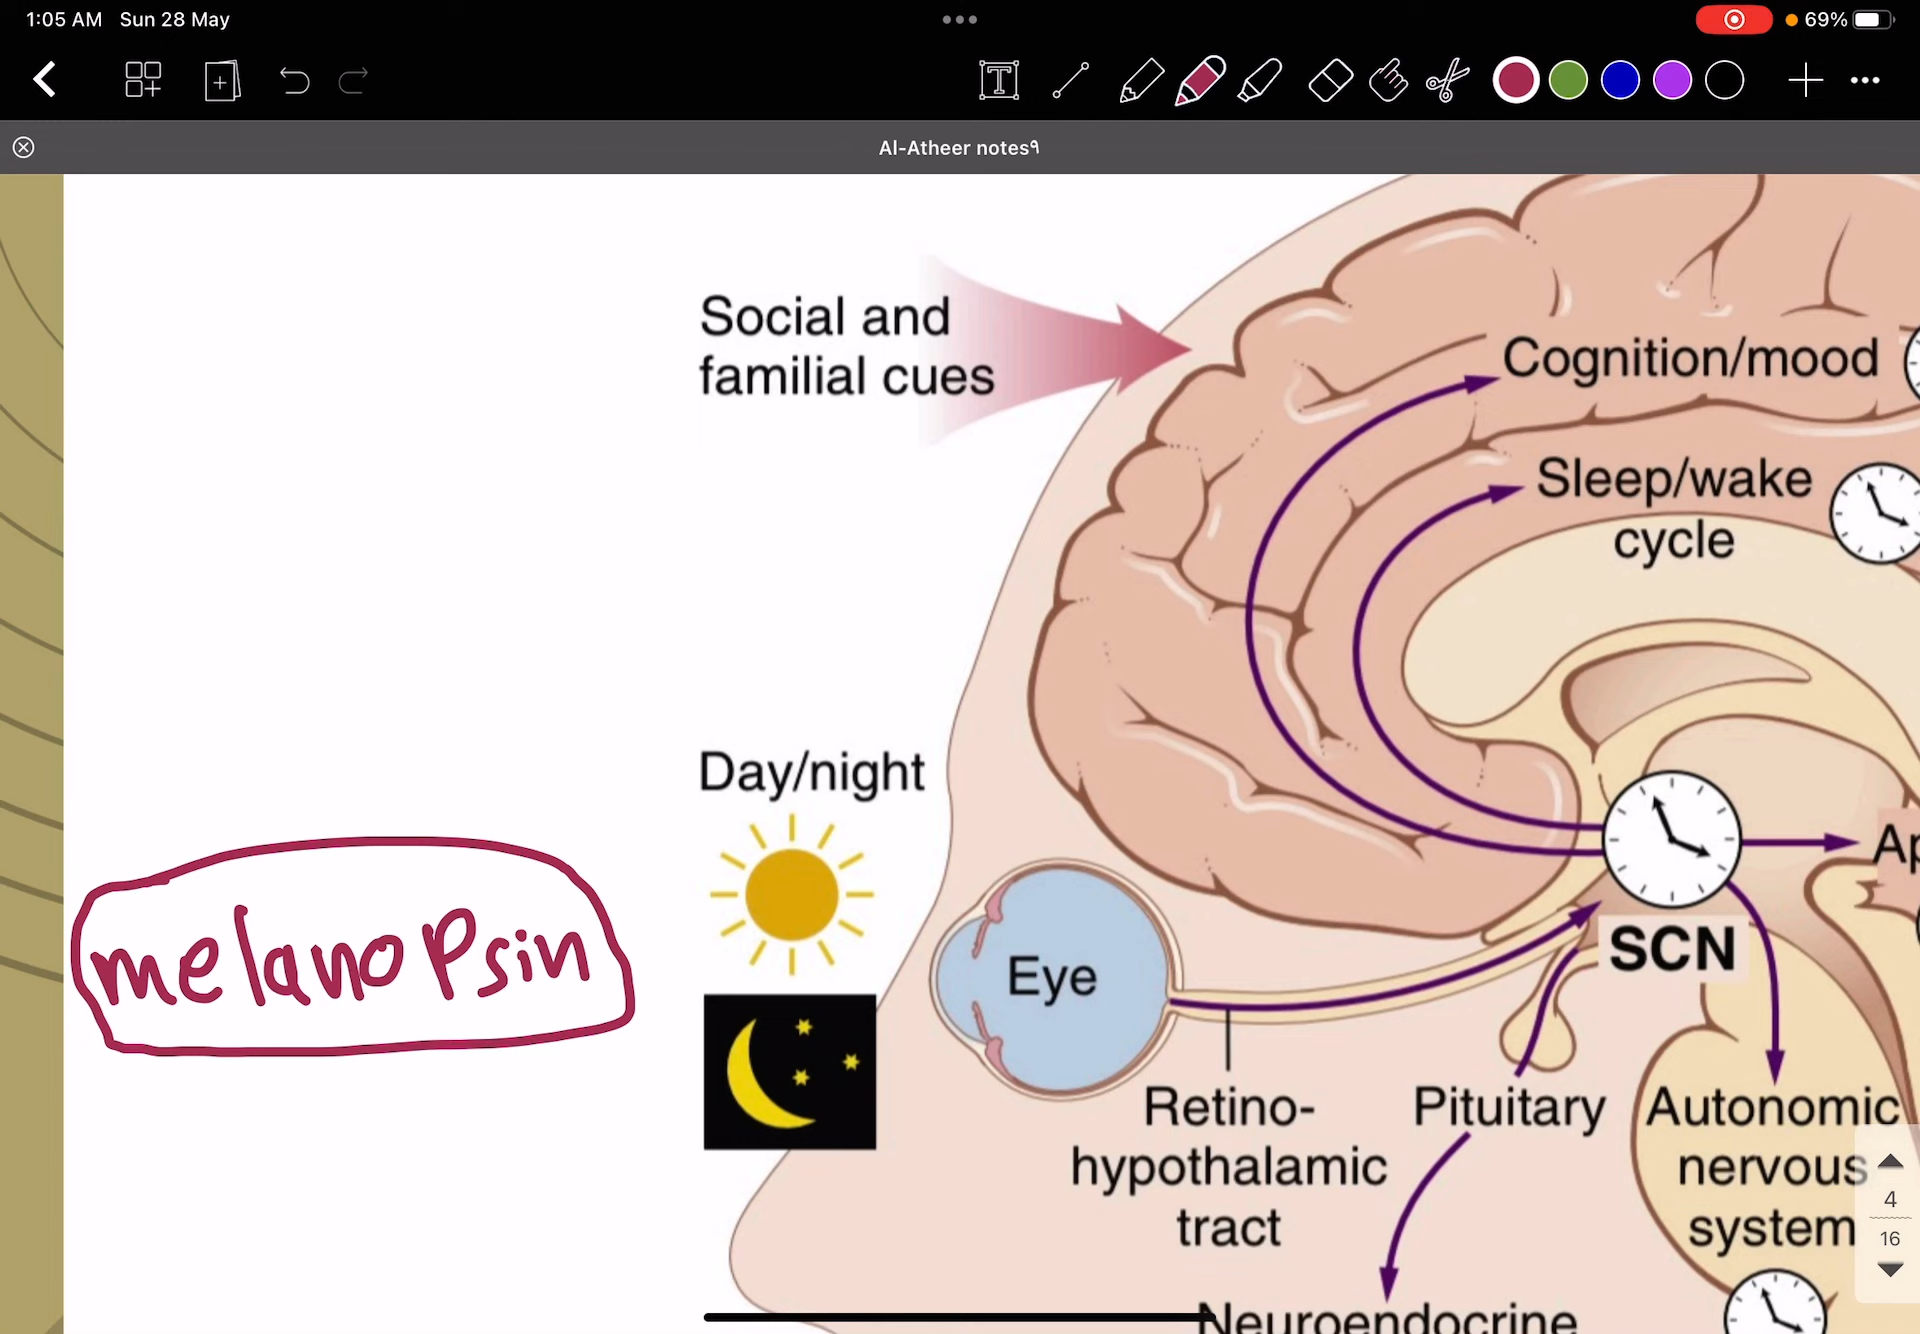 1:05 AM Sun 28 May
69%
T
Al-Atheer notes٩
Social and
familial cues
Cognition/mood
Sleep/wake
cycle
Day/night
melanopsin
Eye
SCN
Retino-
hypothalamic
tract
Pituitary
Autonomic
nervous
system
4
16
Neuroendocrine